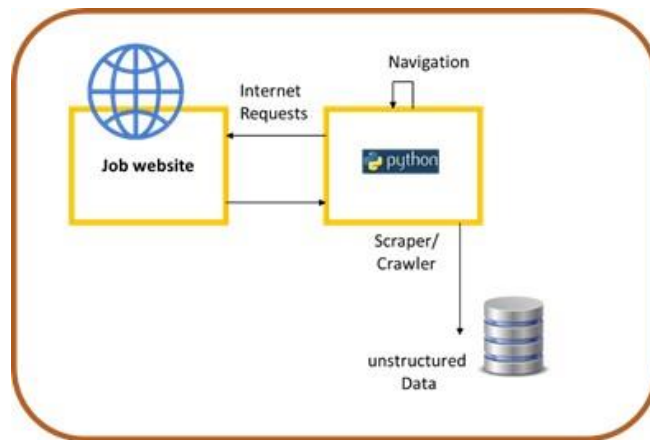 Navigation
Internet
Requests
Job website
python
Scraper/
Crawler
unstructured
Data